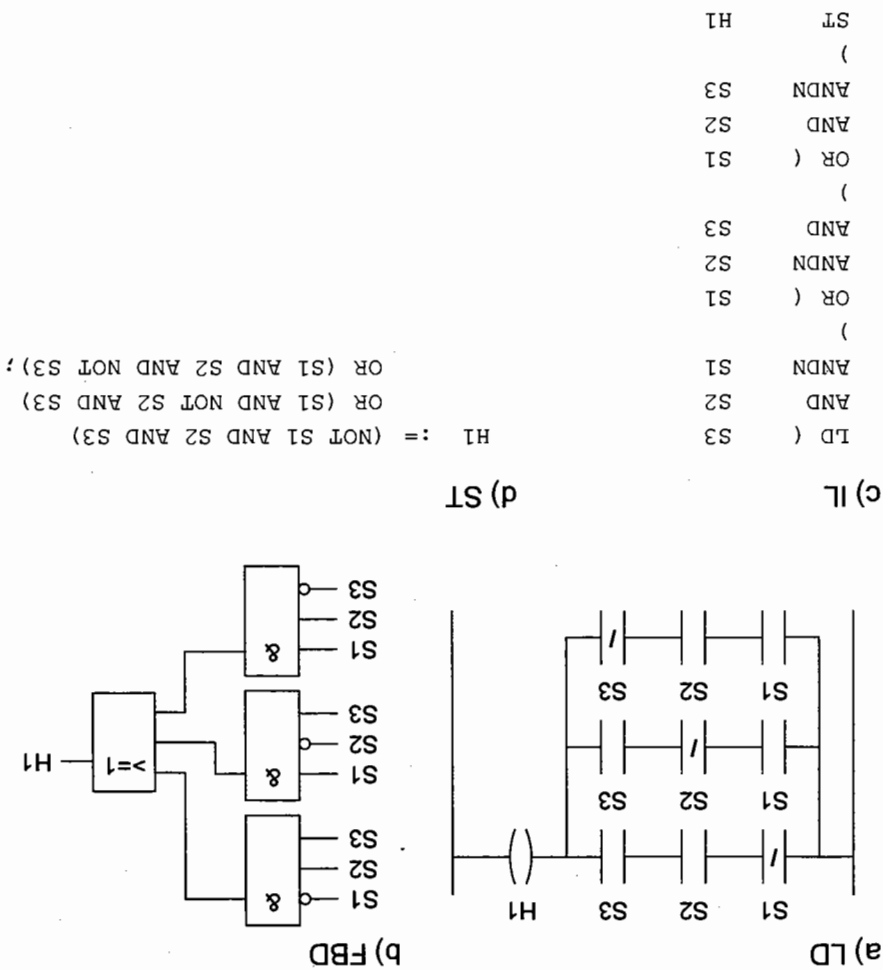 a) LD
H1
S1 S2 S3
S1 S2 S3
S1 S2 S3
b) FBD
S1
S2
S3
&
S1
S2
S3
&
S1
S2
S3
&
>=1
H1
c) IL
LD ( S3
AND S2
ANDN S1
)
OR ( S1
ANDN S2
AND S3
)
OR ( S1
AND S2
ANDN S3
)
ST H1
d) ST
H1 := (NOT S1 AND S2 AND S3)
OR (S1 AND NOT S2 AND S3)
OR (S1 AND S2 AND NOT S3);